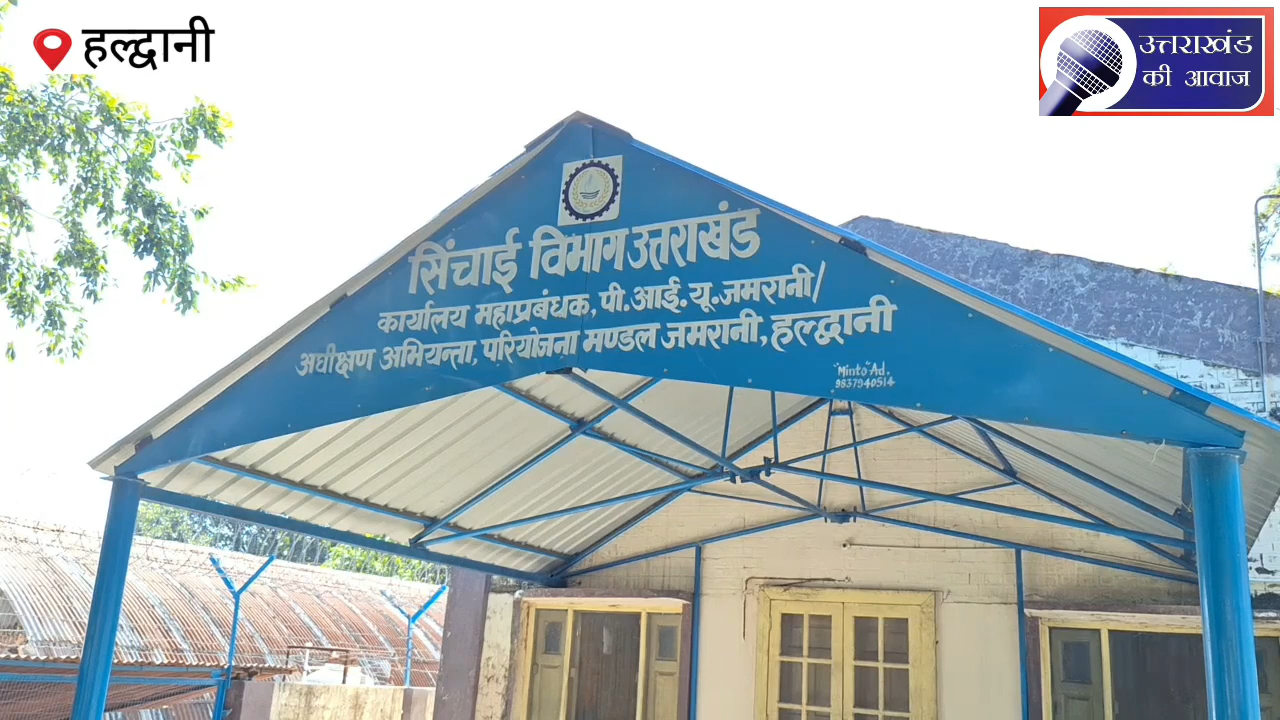 हल्द्वानी
उत्तराखंड
की आवाज
सिंचाई विभाग उत्तराखंड
कार्यालय महाप्रबंधक, पी.आई.यू.जमरानी/
अधीक्षण अभियन्ता, परियोजना मण्डल जमरानी, हल्द्वानी
"Minto" Ad.
9837940514